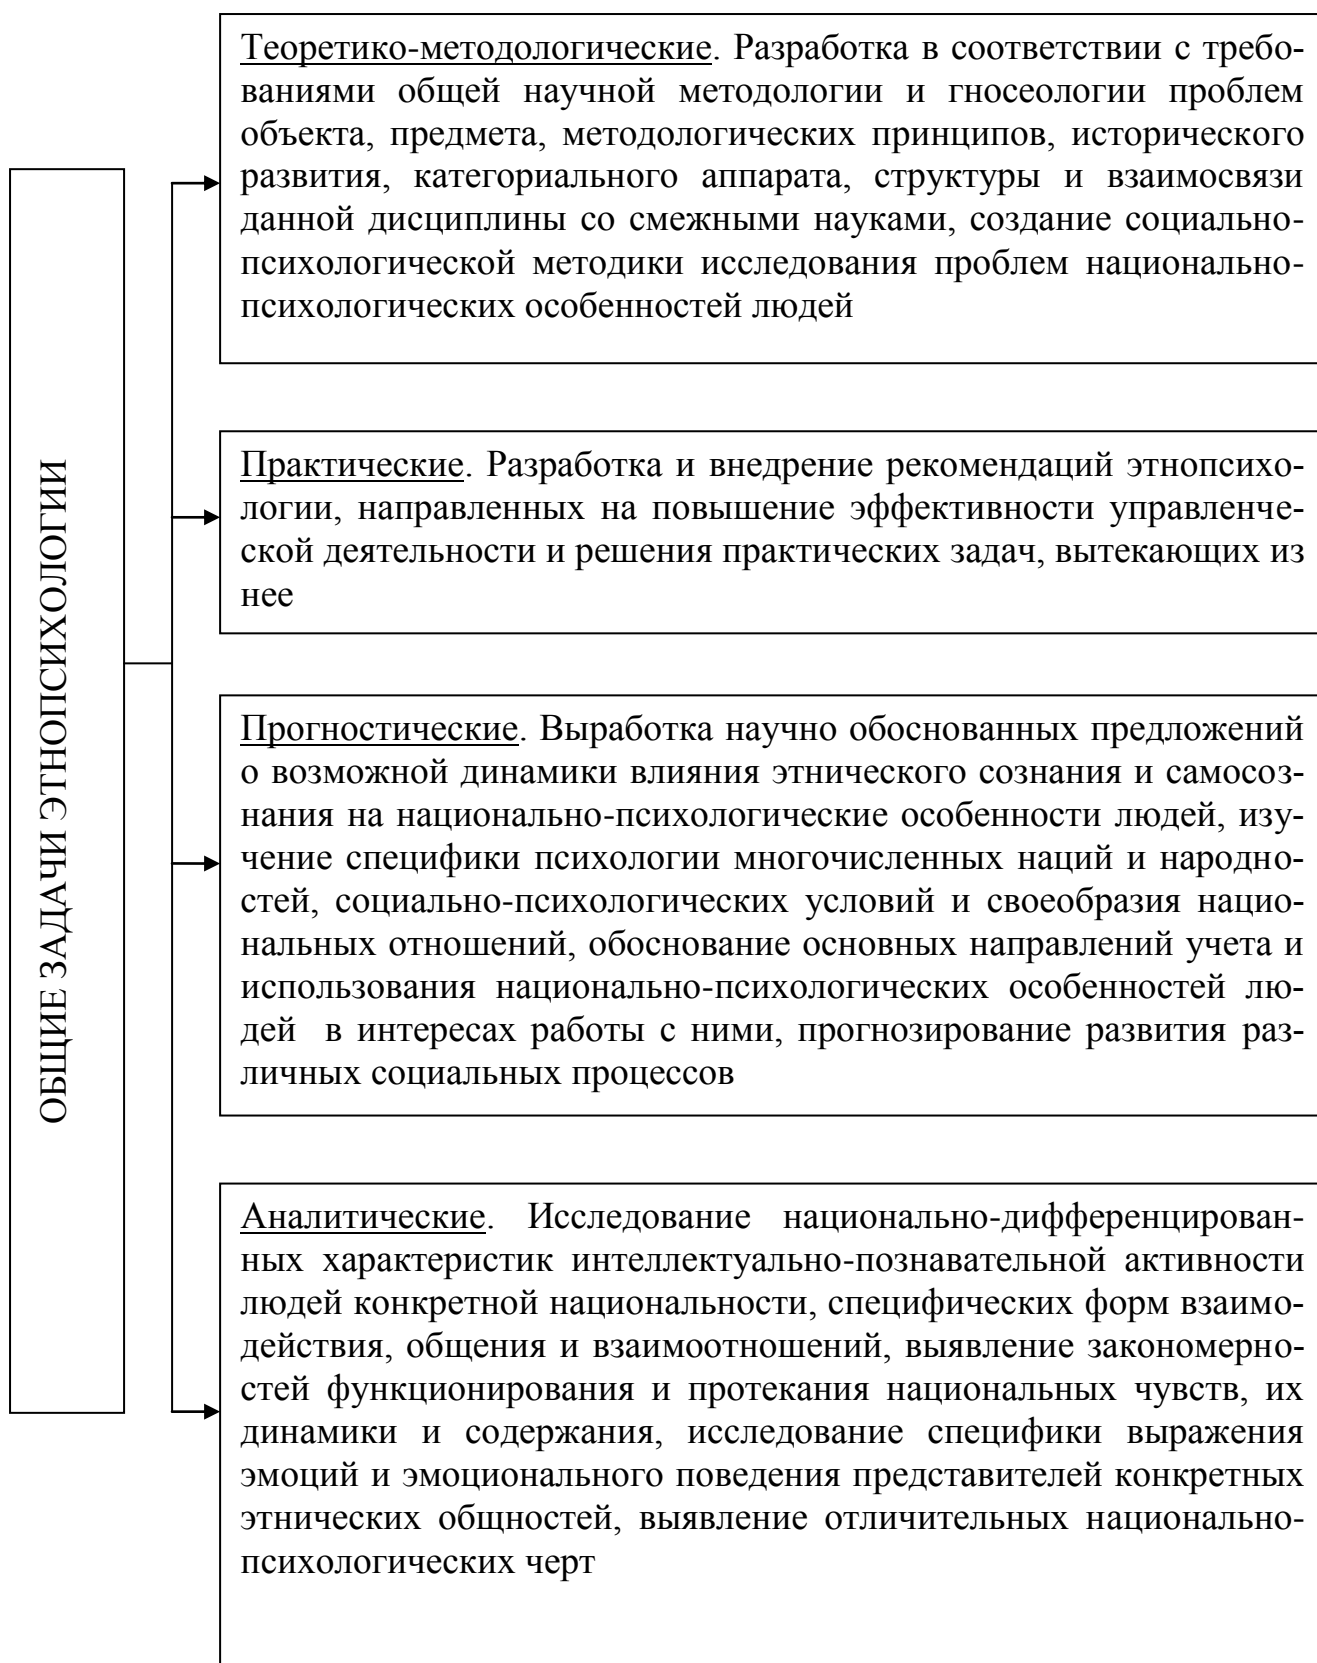 ОБЩИЕ ЗАДАЧИ ЭТНОПСИХОЛОГИИ
Теоретико-методологические. Разработка в соответствии с требо-
ваниями общей научной методологии и гносеологии проблем
объекта, предмета, методологических принципов, исторического
развития, категориального аппарата, структуры и взаимосвязи
данной дисциплины со смежными науками, создание социально-
психологической методики исследования проблем национально-
психологических особенностей людей
Практические. Разработка и внедрение рекомендаций этнопсихо-
логии, направленных на повышение эффективности управленче-
ской деятельности и решения практических задач, вытекающих из
нее
Прогностические. Выработка научно обоснованных предложений
о возможной динамики влияния этнического сознания и самосоз-
нания на национально-психологические особенности людей, изу-
чение специфики психологии многочисленных наций и народно-
стей, социально-психологических условий и своеобразия нацио-
нальных отношений, обоснование основных направлений учета и
использования национально-психологических особенностей лю-
дей в интересах работы с ними, прогнозирование развития раз-
личных социальных процессов
Аналитические. Исследование национально-дифференцирован-
ных характеристик интеллектуально-познавательной активности
людей конкретной национальности, специфических форм взаимо-
действия, общения и взаимоотношений, выявление закономерно-
стей функционирования и протекания национальных чувств, их
динамики и содержания, исследование специфики выражения
эмоций и эмоционального поведения представителей конкретных
этнических общностей, выявление отличительных национально-
психологических черт